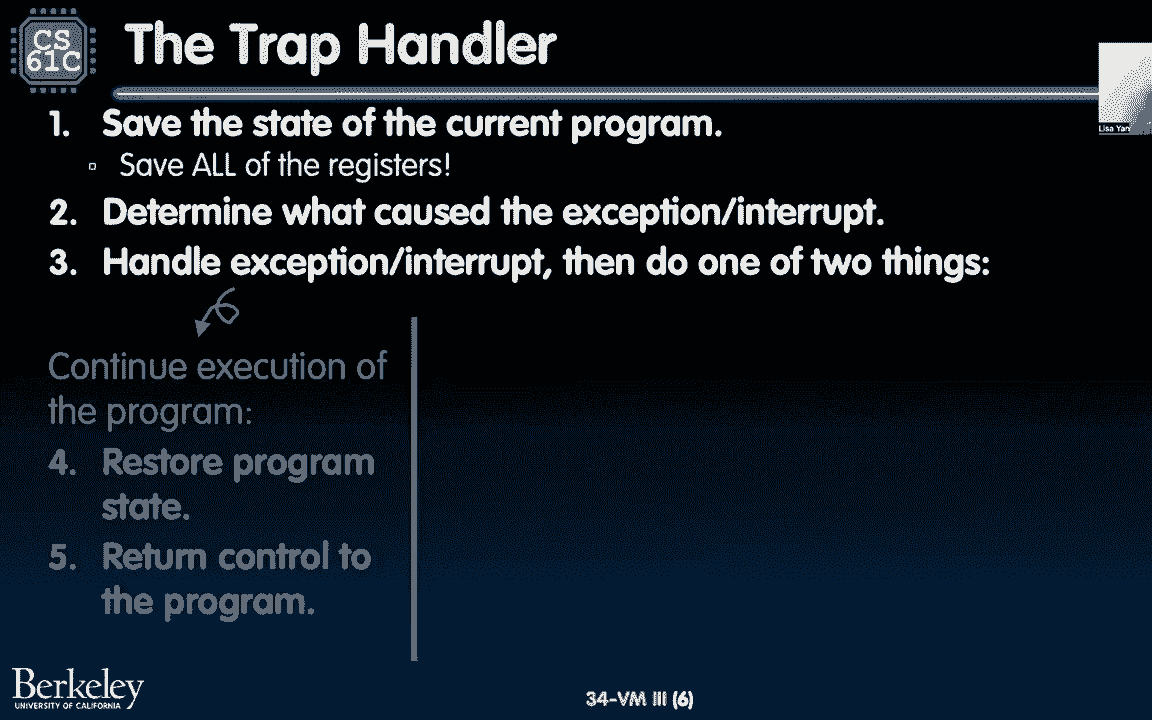 CS
61C
The Trap Handler
Lisa Yan
1. Save the state of the current program.
Save ALL of the registers!
2. Determine what caused the exception/interrupt.
3. Handle exception/interrupt, then do one of two things:
Continue execution of
the program:
4. Restore program
state.
5. Return control to
the program.
Berkeley
UNIVERSITY OF CALIFORNIA
34-VM III (6)